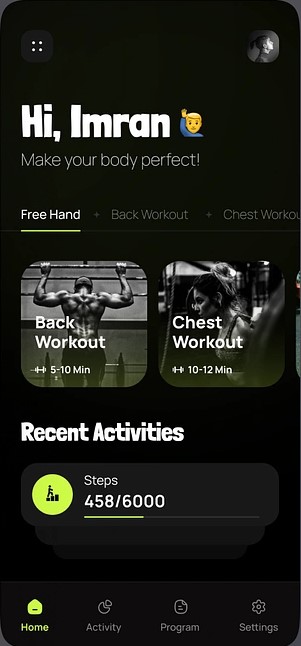 Hi, Imran 🙋‍♂️
Make your body perfect!
Free Hand + Back Workout + Chest Workou
Back
Workout
5-10 Min
Chest
Workout
10-12 Min
Recent Activities
Steps
458/6000
Home Activity Program Settings